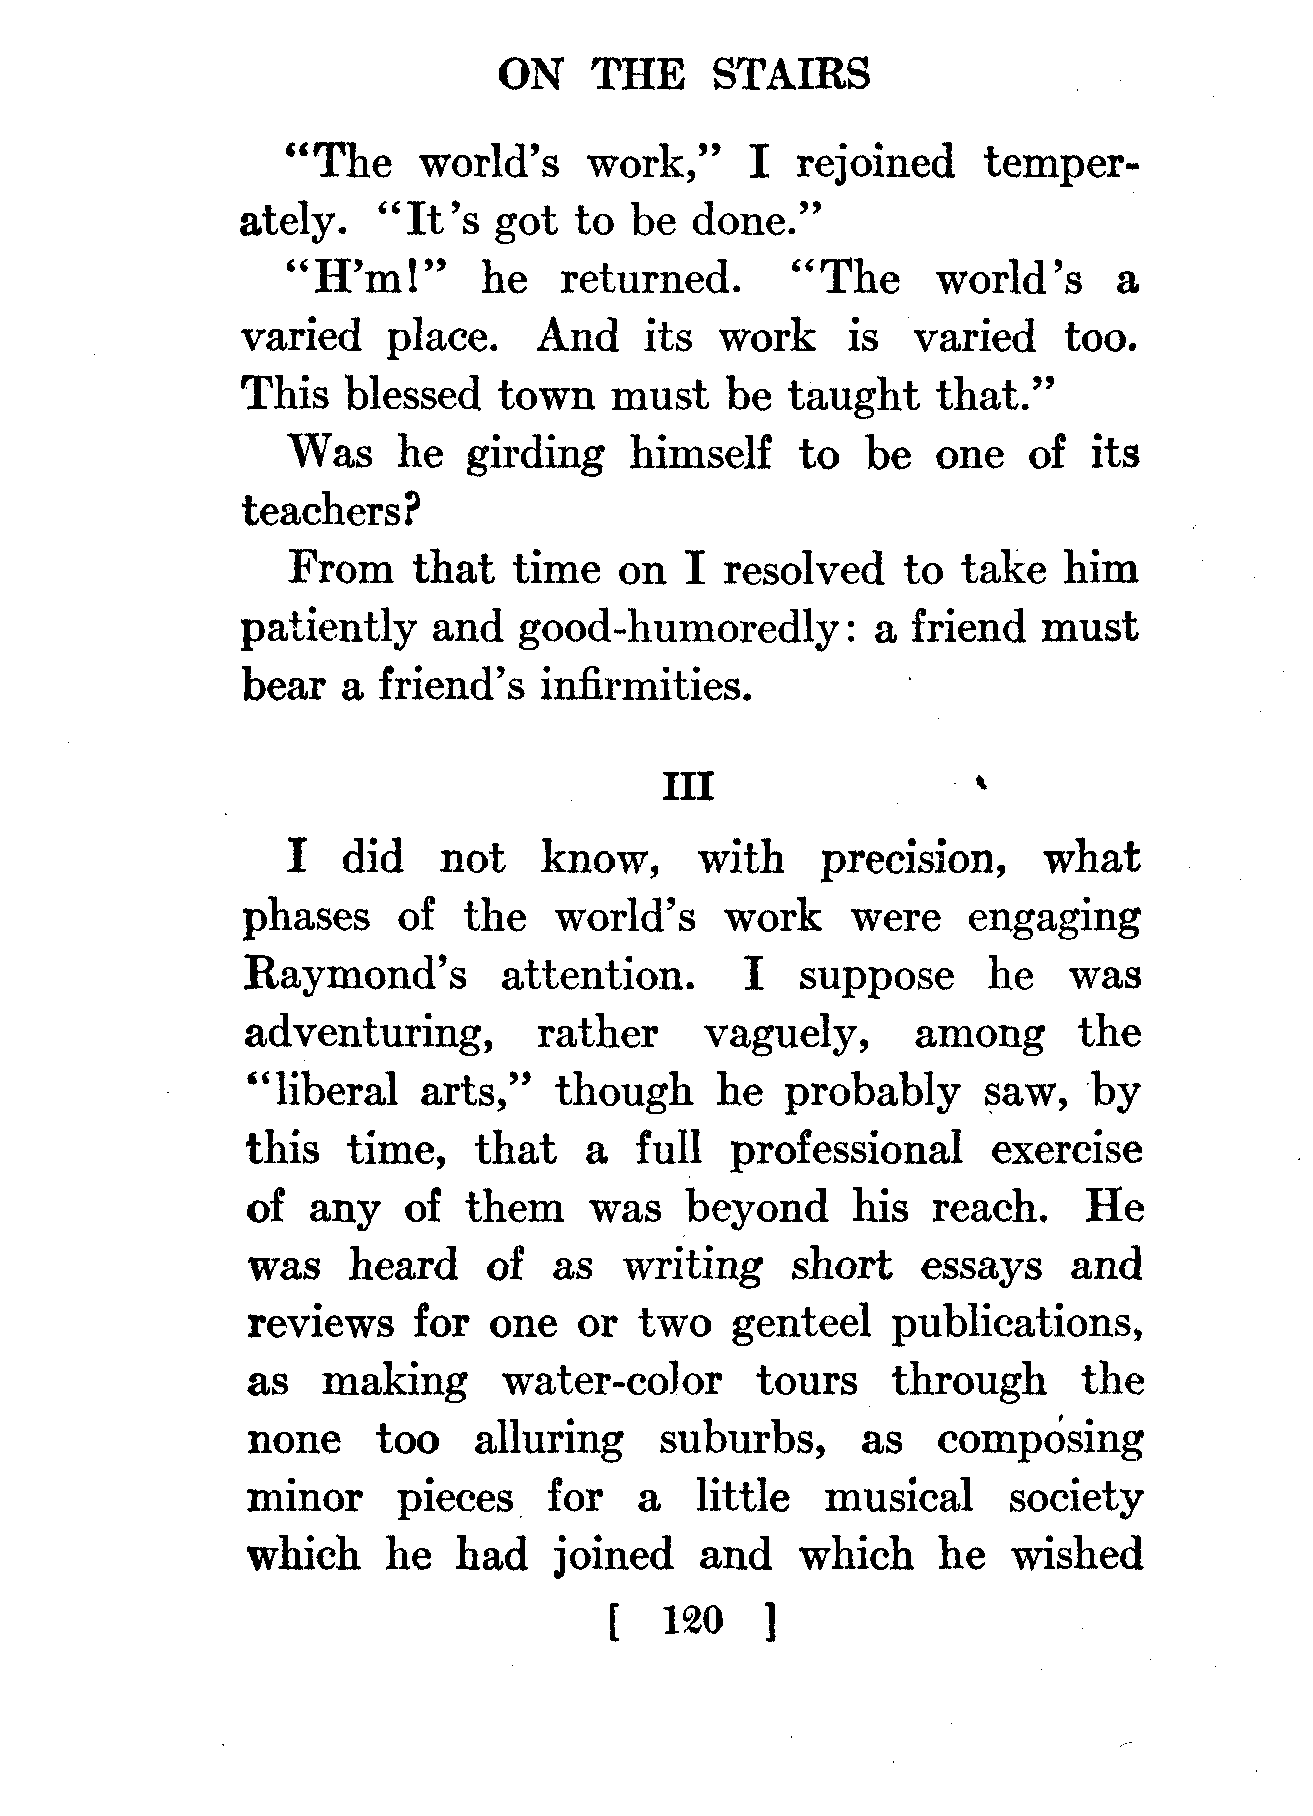 ON THE STAIRS
“The world’s work,” I rejoined temper-
ately. “It’s got to be done.”
“H’m!” he returned. “The world’s a
varied place. And its work is varied too.
This blessed town must be taught that.”
Was he girding himself to be one of its
teachers?
From that time on I resolved to take him
patiently and good-humoredly: a friend must
bear a friend’s infirmities.
III
I did not know, with precision, what
phases of the world’s work were engaging
Raymond’s attention. I suppose he was
adventuring, rather vaguely, among the
“liberal arts,” though he probably saw, by
this time, that a full professional exercise
of any of them was beyond his reach. He
was heard of as writing short essays and
reviews for one or two genteel publications,
as making water-color tours through the
none too alluring suburbs, as composing
minor pieces for a little musical society
which he had joined and which he wished
[ 120 ]